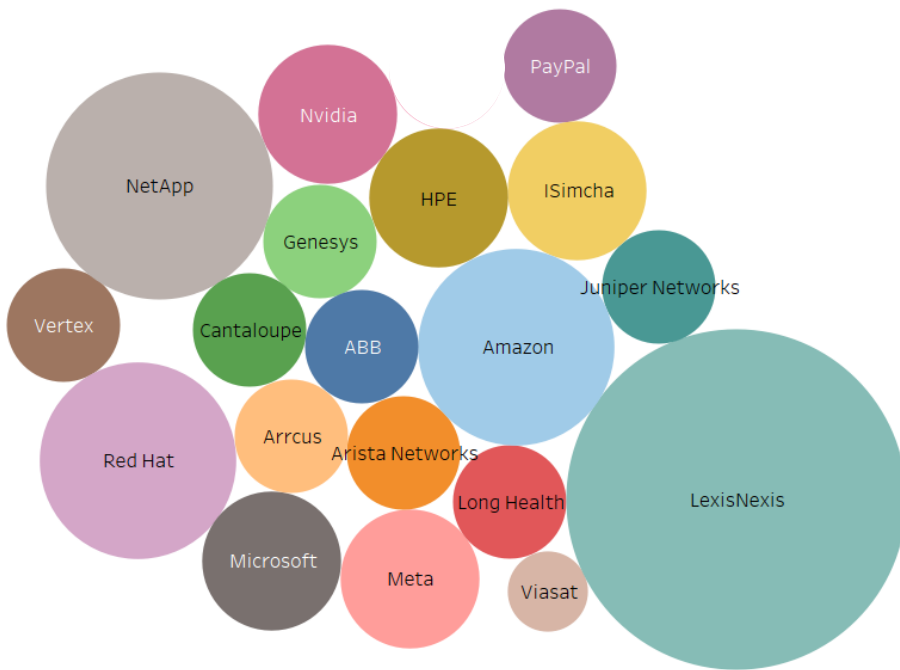 PayPal
Nvidia
NetApp
HPE
ISimcha
Genesys
Juniper Networks
Vertex
Cantaloupe
ABB
Amazon
Red Hat
Arrcus
Arista Networks
Long Health
LexisNexis
Microsoft
Meta
Viasat